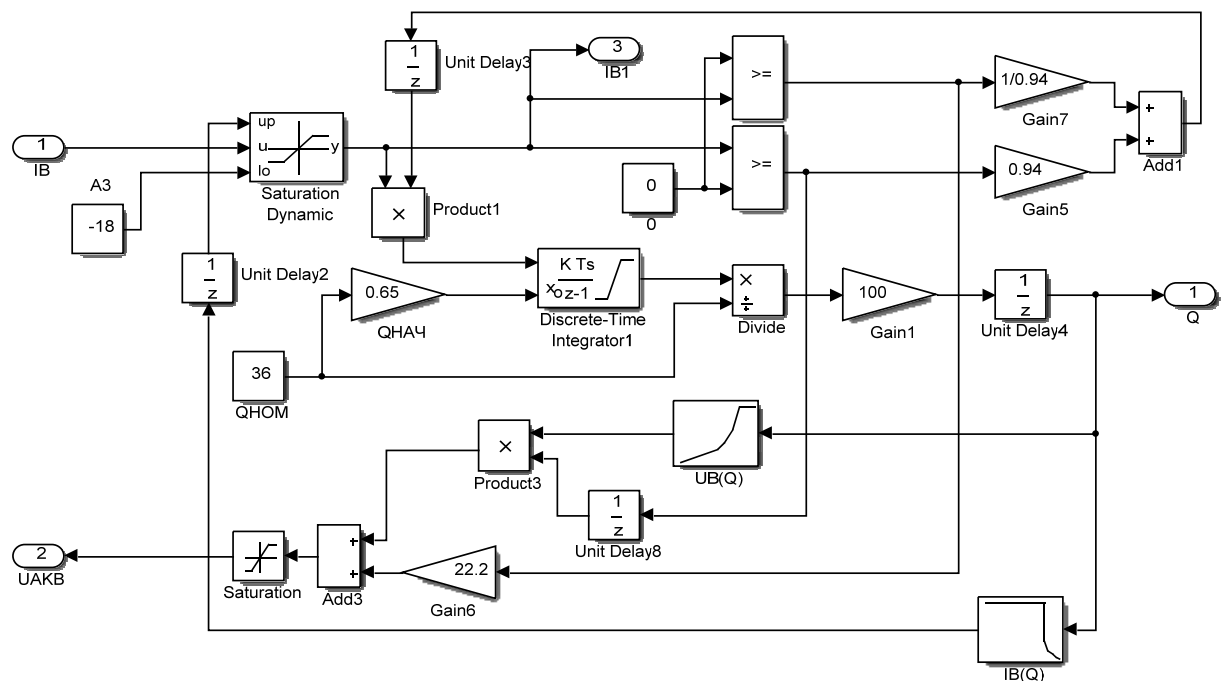 1
z
Unit Delay3
3
IB1
>=
1/0.94
Gain7
+
+
Add1
1
IB
up
u
lo
y
Saturation
Dynamic
A3
-18
×
Product1
0
0
>=
0.94
Gain5
1
z
Unit Delay2
0.65
QНАЧ
K Ts
xo z-1
Discrete-Time
Integrator1
×
÷
Divide
100
Gain1
1
z
Unit Delay4
1
Q
36
QНОМ
×
Product3
UB(Q)
1
z
Unit Delay8
2
UAKB
Saturation
+
+
Add3
22.2
Gain6
IB(Q)